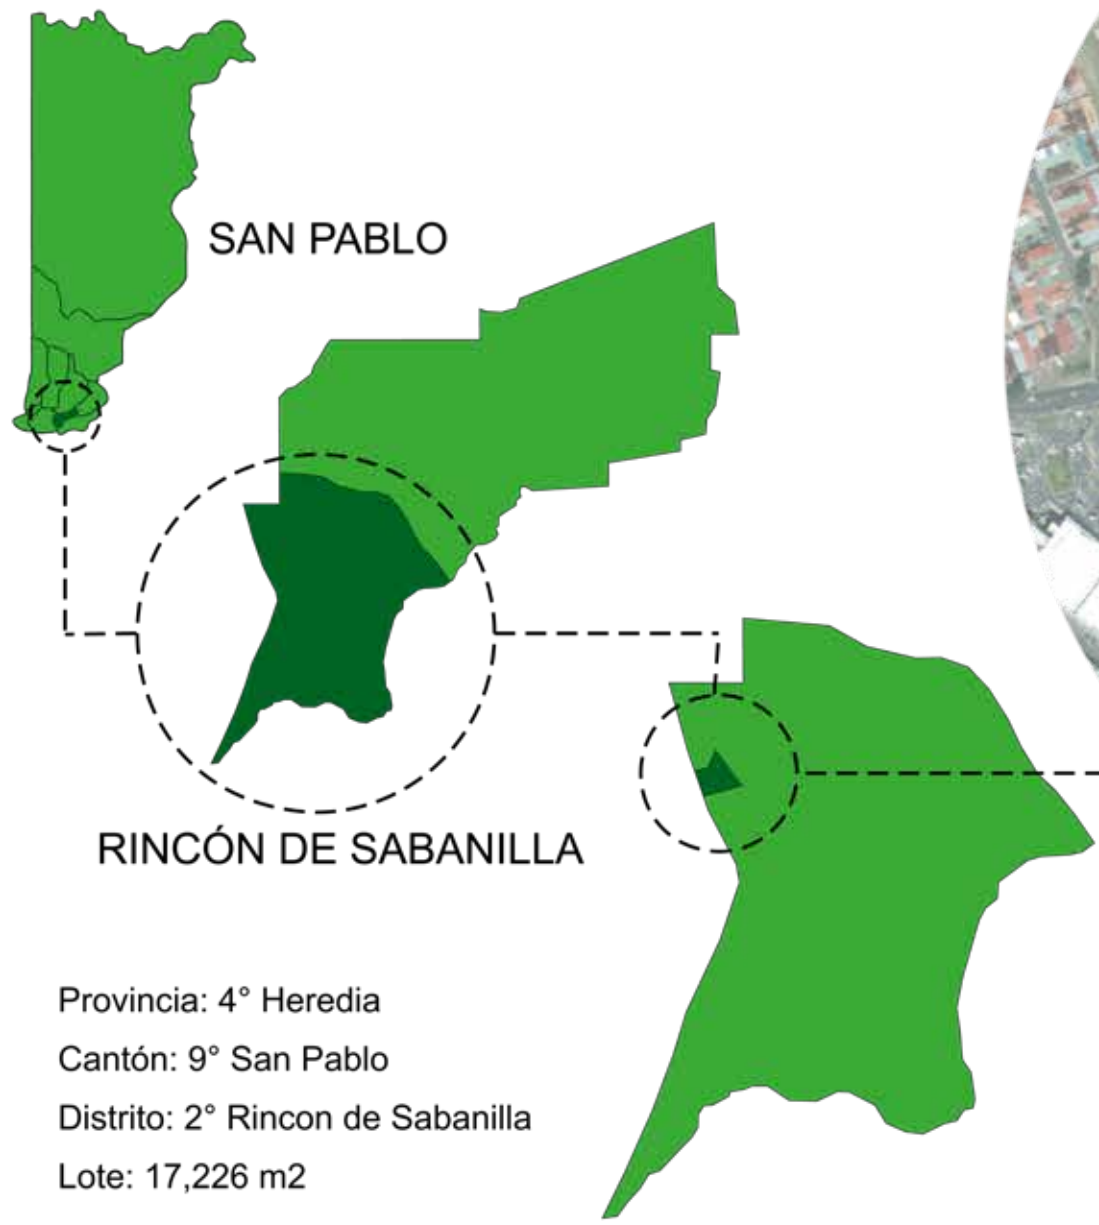 SAN PABLO
RINCÓN DE SABANILLA
Provincia: 4° Heredia
Cantón: 9° San Pablo
Distrito: 2° Rincon de Sabanilla
Lote: 17,226 m2